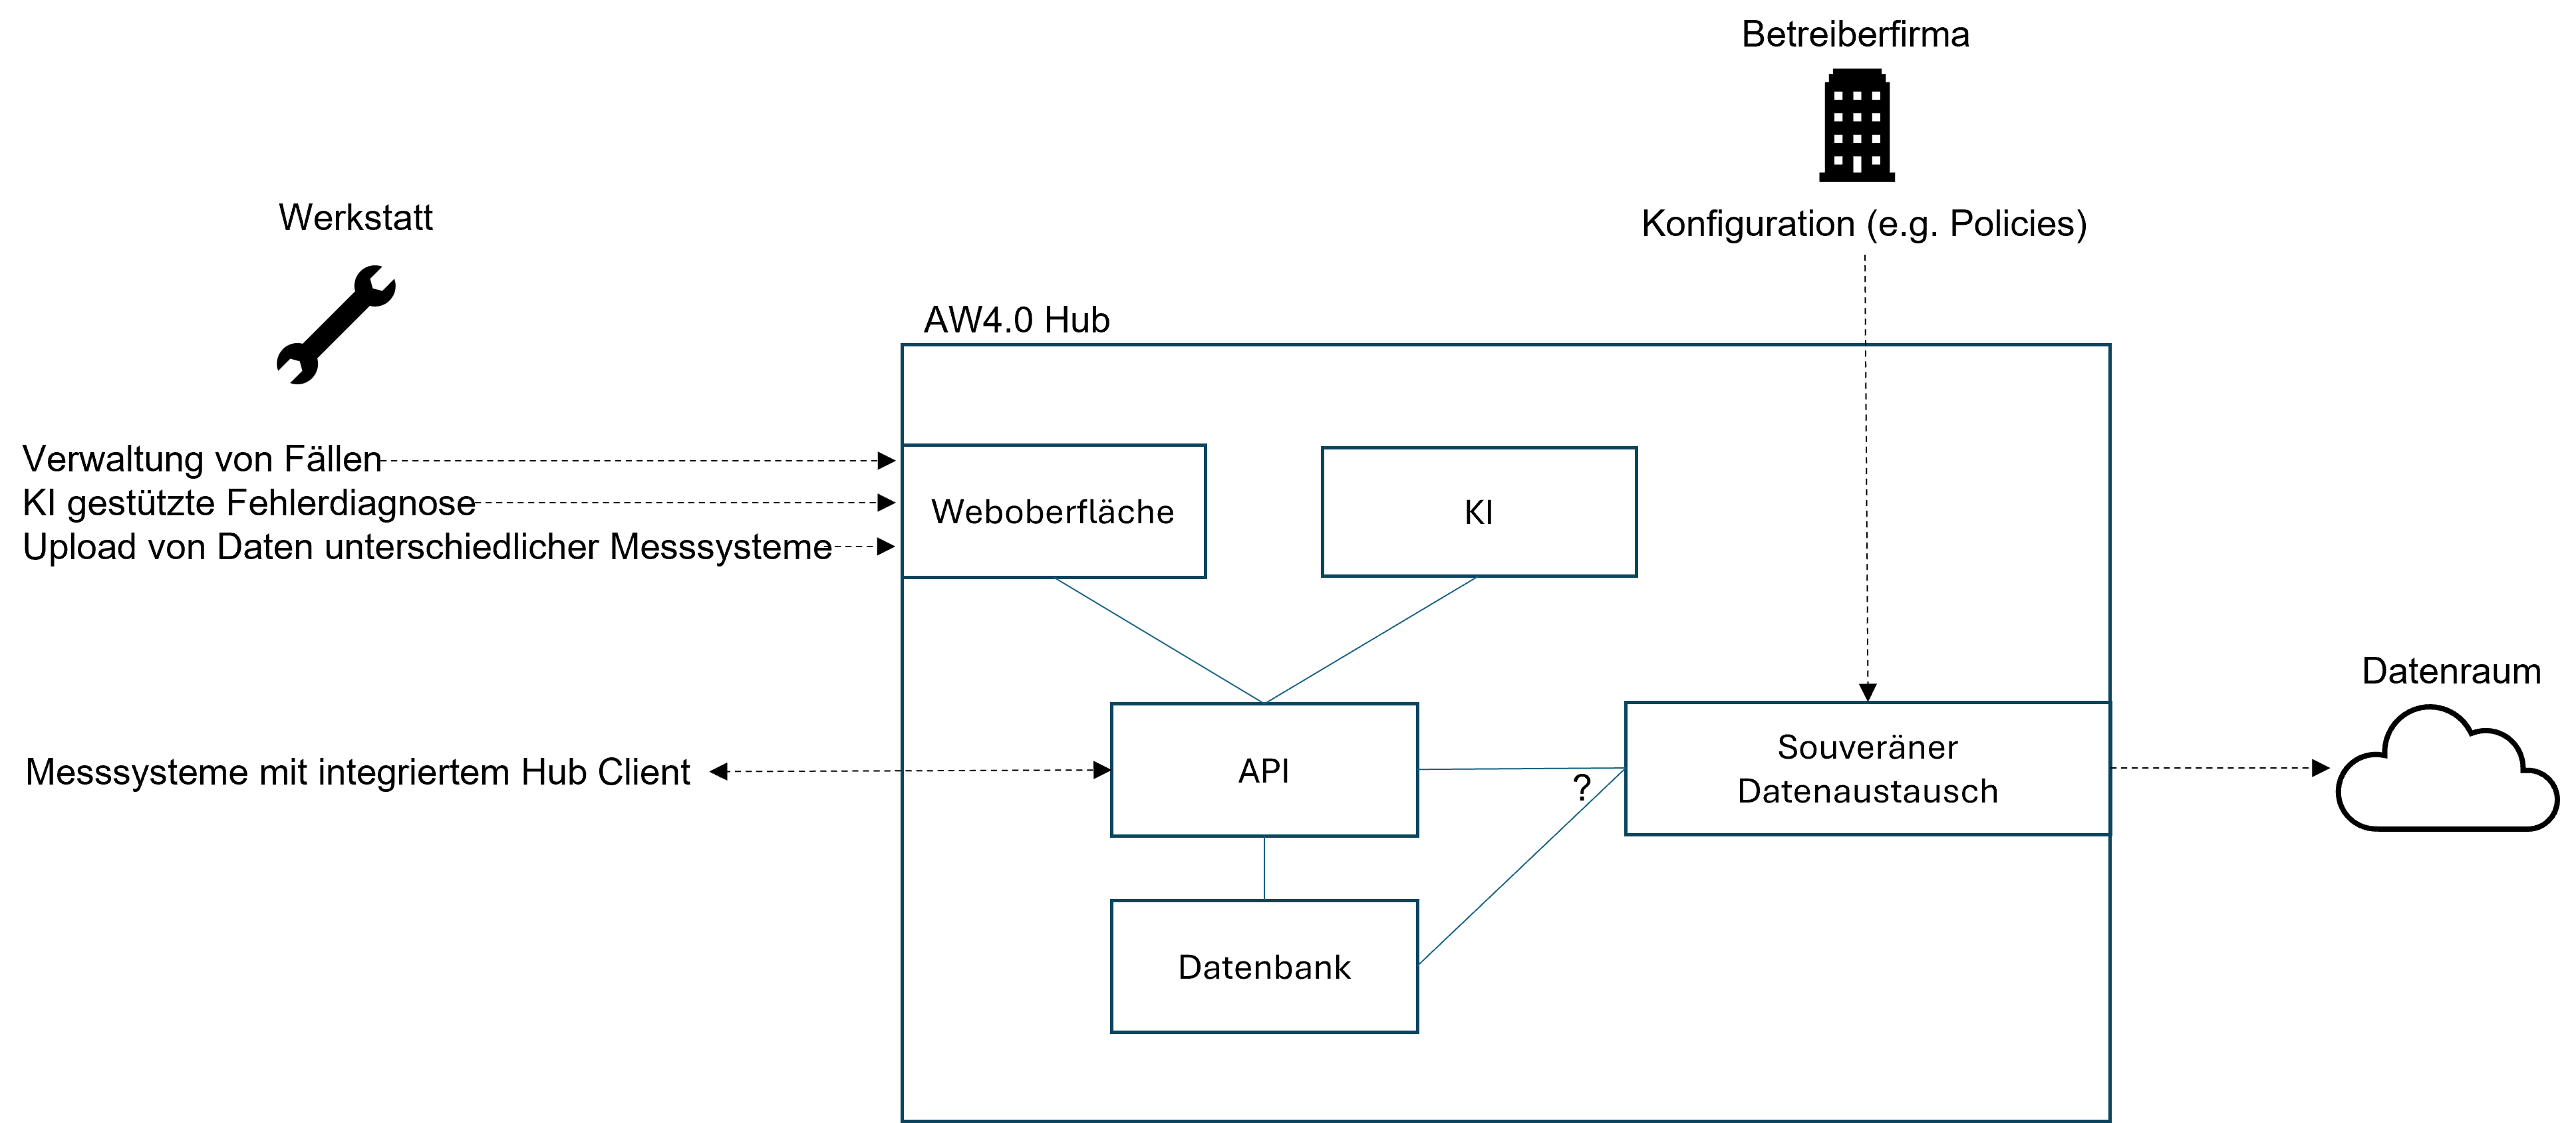 Betreiberfirma
Konfiguration (e.g. Policies)
Werkstatt
AW4.0 Hub
Verwaltung von Fällen
KI gestützte Fehlerdiagnose
Upload von Daten unterschiedlicher Messsysteme
Weboberfläche
KI
Messsysteme mit integriertem Hub Client
API
?
Souveräner
Datenaustausch
Datenraum
Datenbank